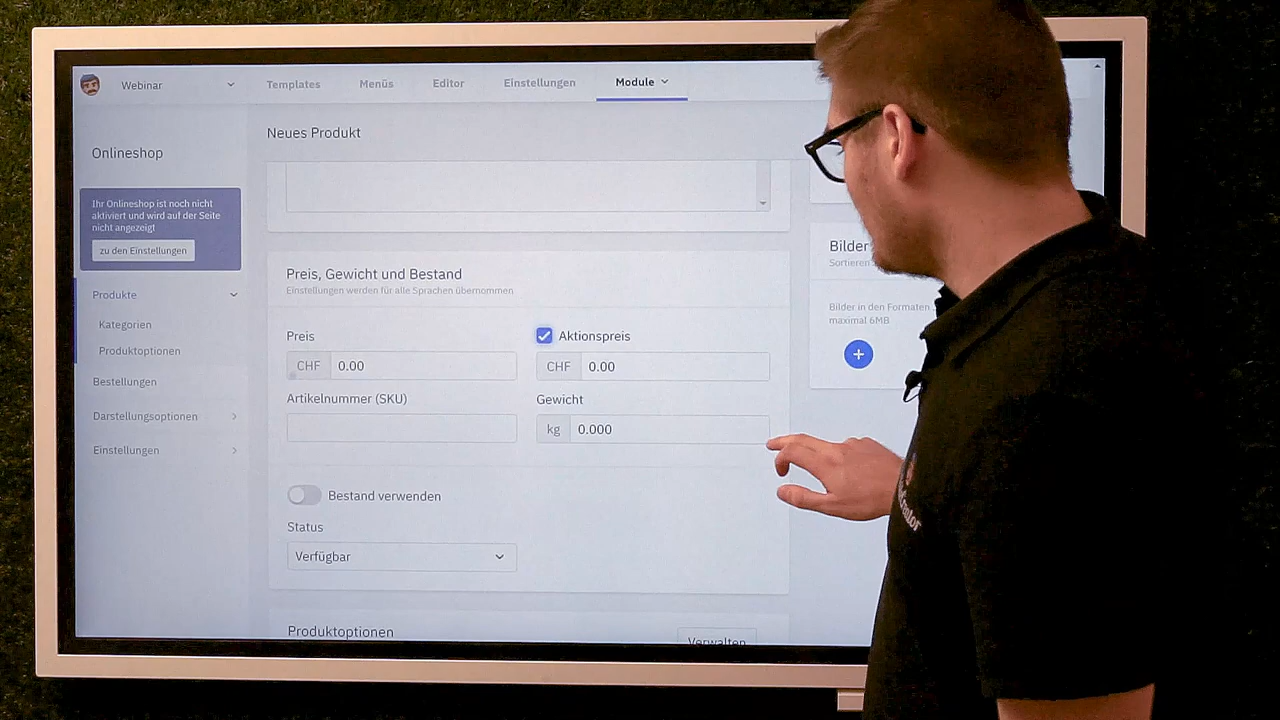 Webinar
Templates
Menüs
Editor
Einstellungen
Module
Onlineshop
Ihr Onlineshop ist noch nicht
aktiviert und wird auf der Seite
nicht angezeigt
zu den Einstellungen
Produkte
Kategorien
Produktoptionen
Bestellungen
Darstellungsoptionen
Einstellungen
Neues Produkt
Preis, Gewicht und Bestand
Einstellungen werden für alle Sprachen übernommen
Preis
CHF 0.00
Aktionspreis
CHF 0.00
Artikelnummer (SKU)
Gewicht
kg 0.000
Bestand verwenden
Status
Verfügbar
Produktoptionen
Verwalten
Bilder
Sortieren
Bilder in den Formaten
maximal 6MB